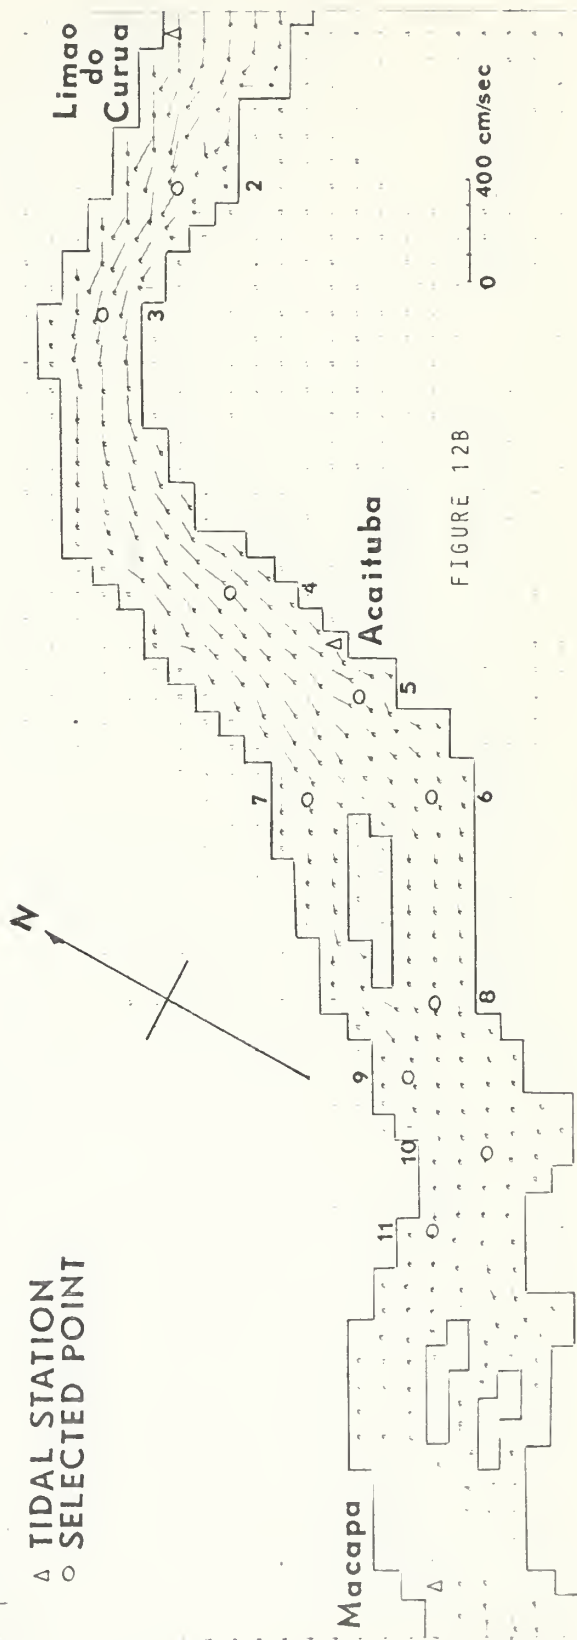 △ TIDAL STATION
○ SELECTED POINT
N
Limao
do
Curua
2
3
0 400 cm/sec
4
Acaituba
FIGURE 12B
5
7
6
8
9
10
11
Macapa